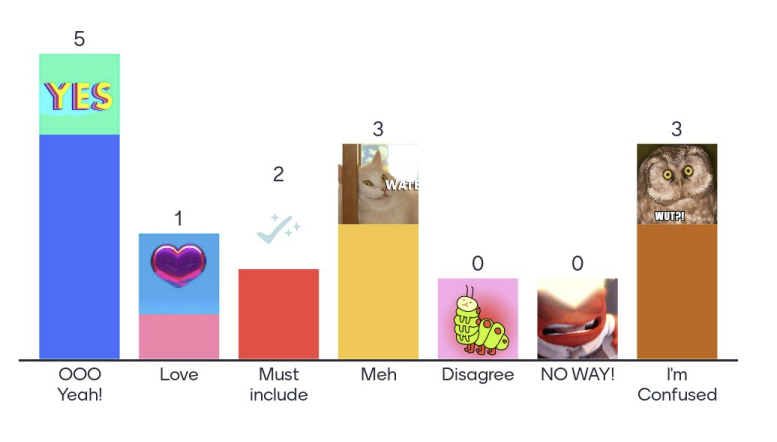 5
YES
1
2
3
WATE
0
0
3
WUT?!
OOO
Yeah!
Love
Must
include
Meh
Disagree
NO WAY!
I'm
Confused